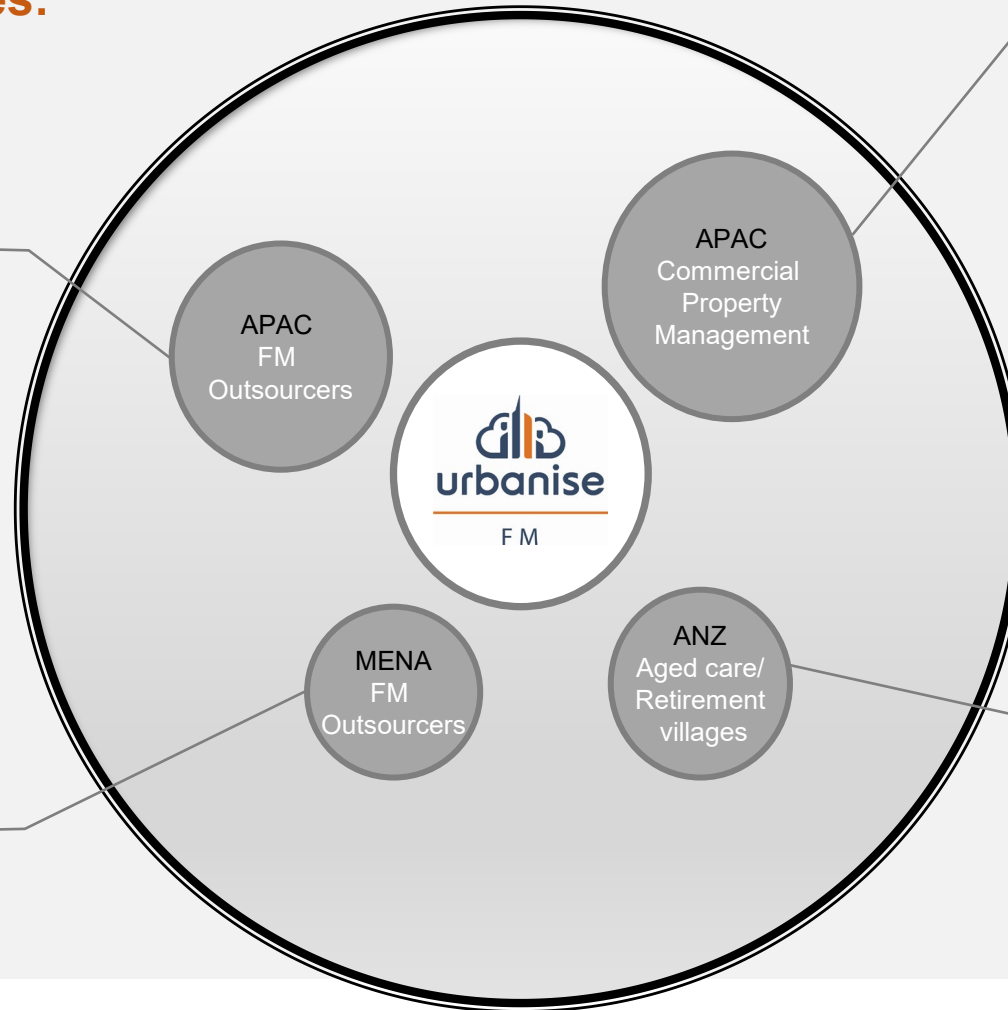 es.
APAC
Commercial
Property
Management
APAC
FM
Outsourcers
urbanise
FM
MENA
FM
Outsourcers
ANZ
Aged care/
Retirement
villages